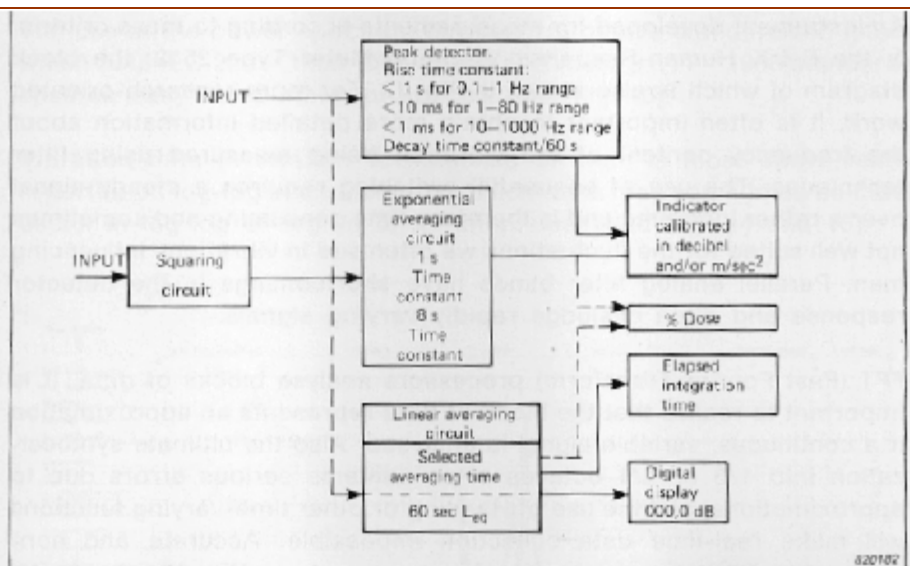 Peak detector.
Rise time constant:
<1 s for 0.1–1 Hz range
<10 ms for 1–80 Hz range
<1 ms for 10–1000 Hz range
Decay time constant/60 s
INPUT
Exponential
averaging
circuit
1 s
Time
constant
8 s
Time
constant
INPUT
Squaring
circuit
Indicator
calibrated
in decibel
and/or m/sec²
% Dose
Elapsed
integration
time
Linear averaging
circuit
Selected
averaging time
60 sec
Digital
display
000,0 dB
820182